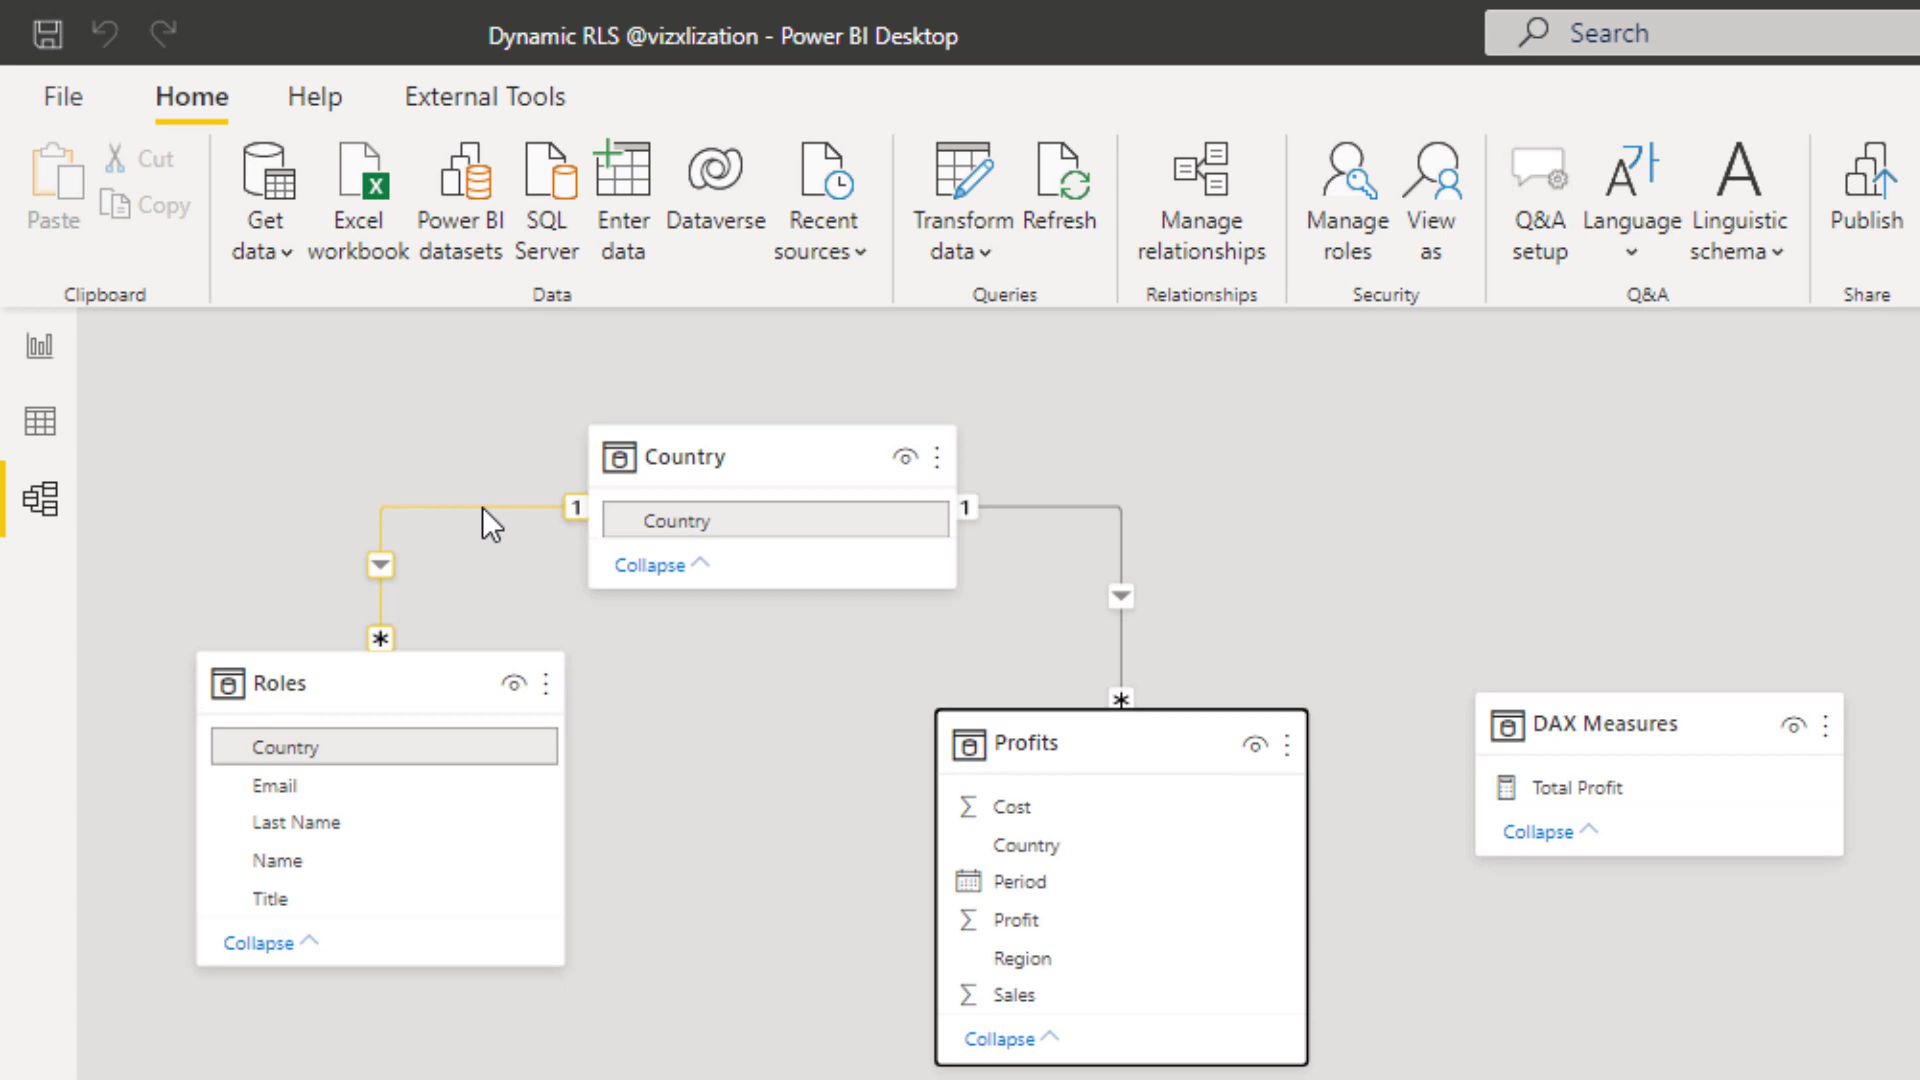 Dynamic RLS @vizxlization - Power BI Desktop
Search
File Home Help External Tools
Paste
Cut
Copy
Get data
Excel workbook
Power BI datasets
SQL Server
Enter data
Dataverse
Recent sources
Transform data
Refresh
Manage relationships
Manage roles
View as
Q&A setup
Language
Linguistic schema
Publish
Clipboard
Data
Queries
Relationships
Security
Q&A
Share
Country
1
Country
1
Collapse
*
Roles
Country
Email
Last Name
Name
Title
Collapse
*
Profits
Σ Cost
Country
Period
Σ Profit
Region
Σ Sales
Collapse
DAX Measures
Total Profit
Collapse